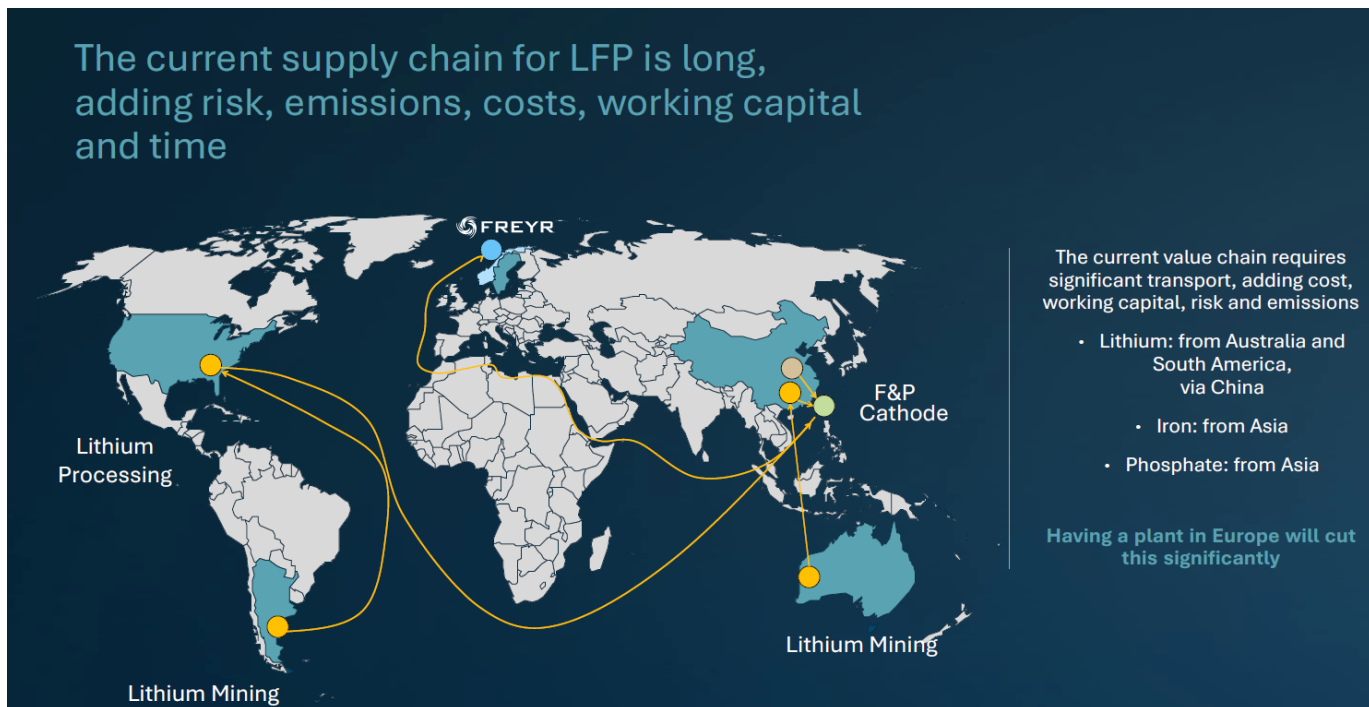 The current supply chain for LFP is long,
adding risk, emissions, costs, working capital
and time
FREYR
F&P
Cathode
Lithium
Processing
Lithium Mining
Lithium Mining
The current value chain requires
significant transport, adding cost,
working capital, risk and emissions
• Lithium: from Australia and
South America,
via China
• Iron: from Asia
• Phosphate: from Asia
Having a plant in Europe will cut
this significantly